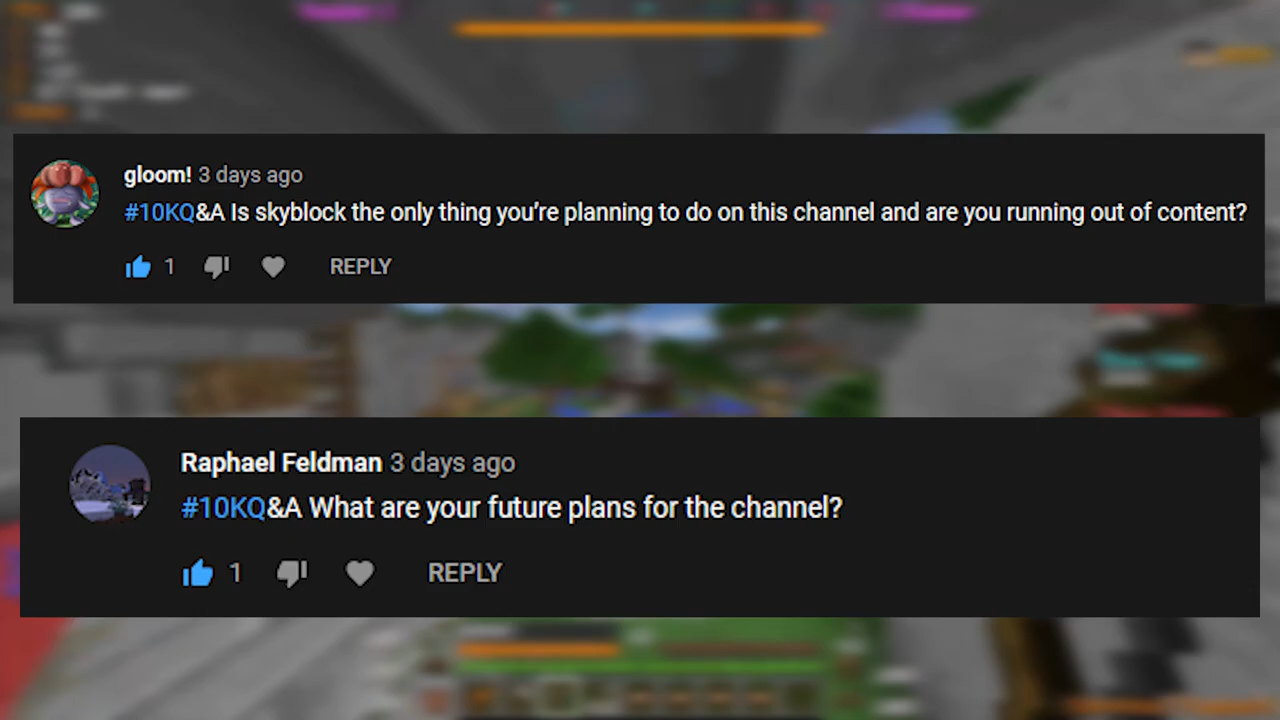 gloom! 3 days ago
#10KQ&A Is skyblock the only thing you're planning to do on this channel and are you running out of content?
1 REPLY
Raphael Feldman 3 days ago
#10KQ&A What are your future plans for the channel?
1 REPLY